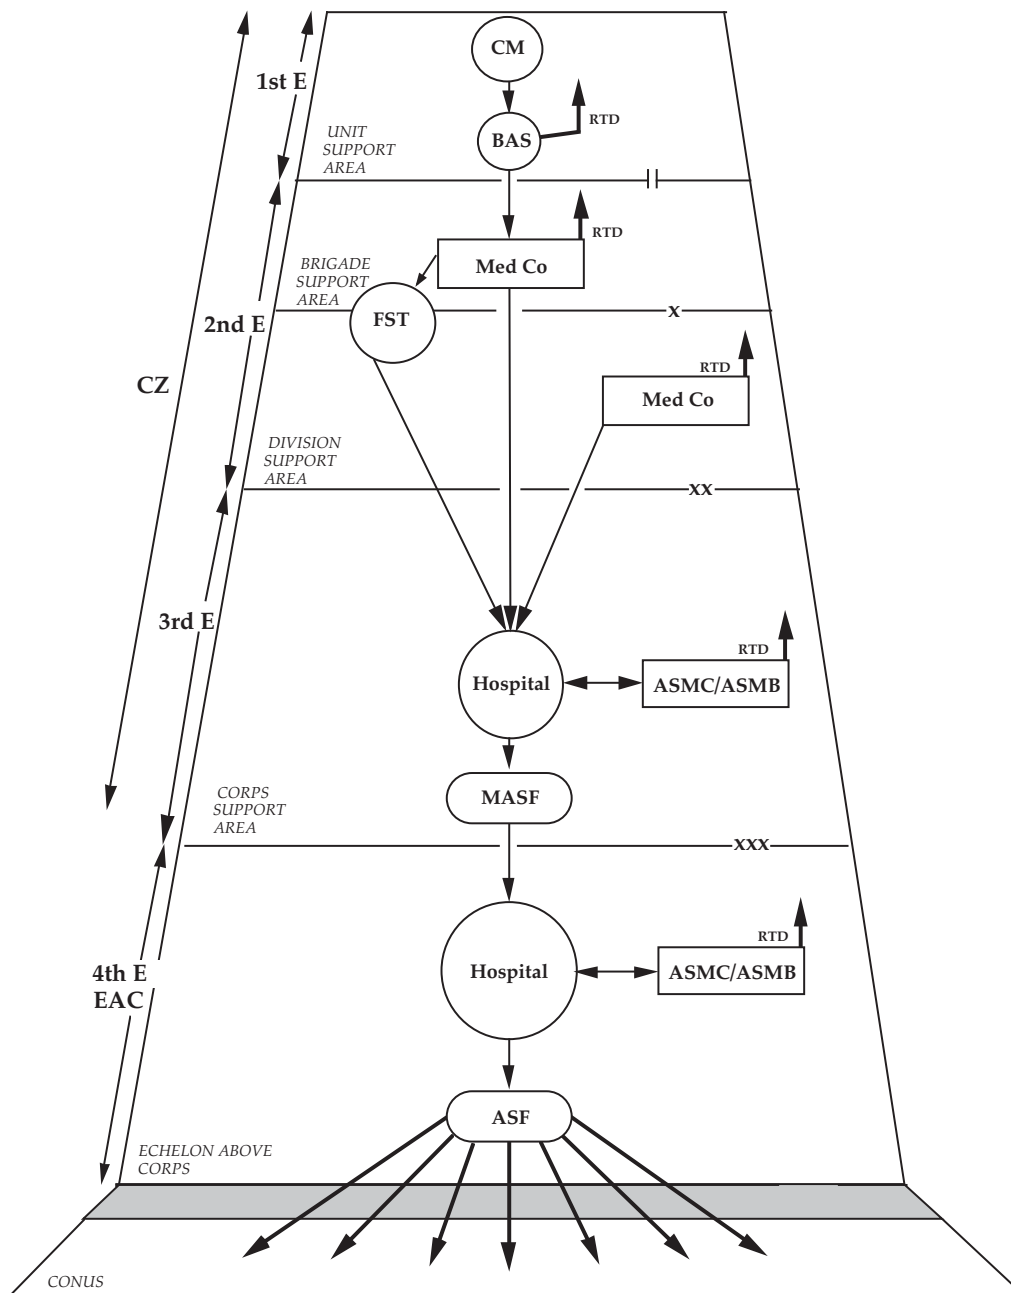 CM
1st E
RTD
BAS
UNIT
SUPPORT
AREA
RTD
Med Co
BRIGADE
SUPPORT
AREA
x
FST
2nd E
RTD
CZ
Med Co
DIVISION
SUPPORT
AREA
xx
3rd E
RTD
Hospital
ASMC/ASMB
MASF
CORPS
SUPPORT
AREA
xxx
RTD
4th E
EAC
Hospital
ASMC/ASMB
ASF
ECHELON ABOVE
CORPS
CONUS